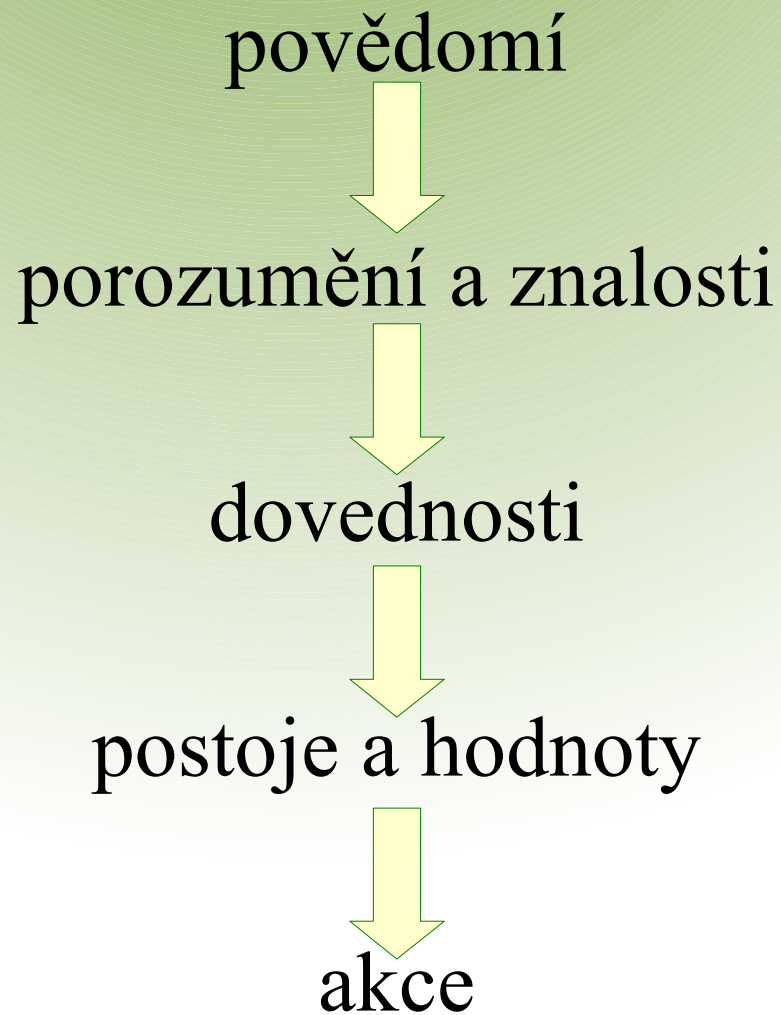 povědomí
porozumění a znalosti
dovednosti
postoje a hodnoty
akce